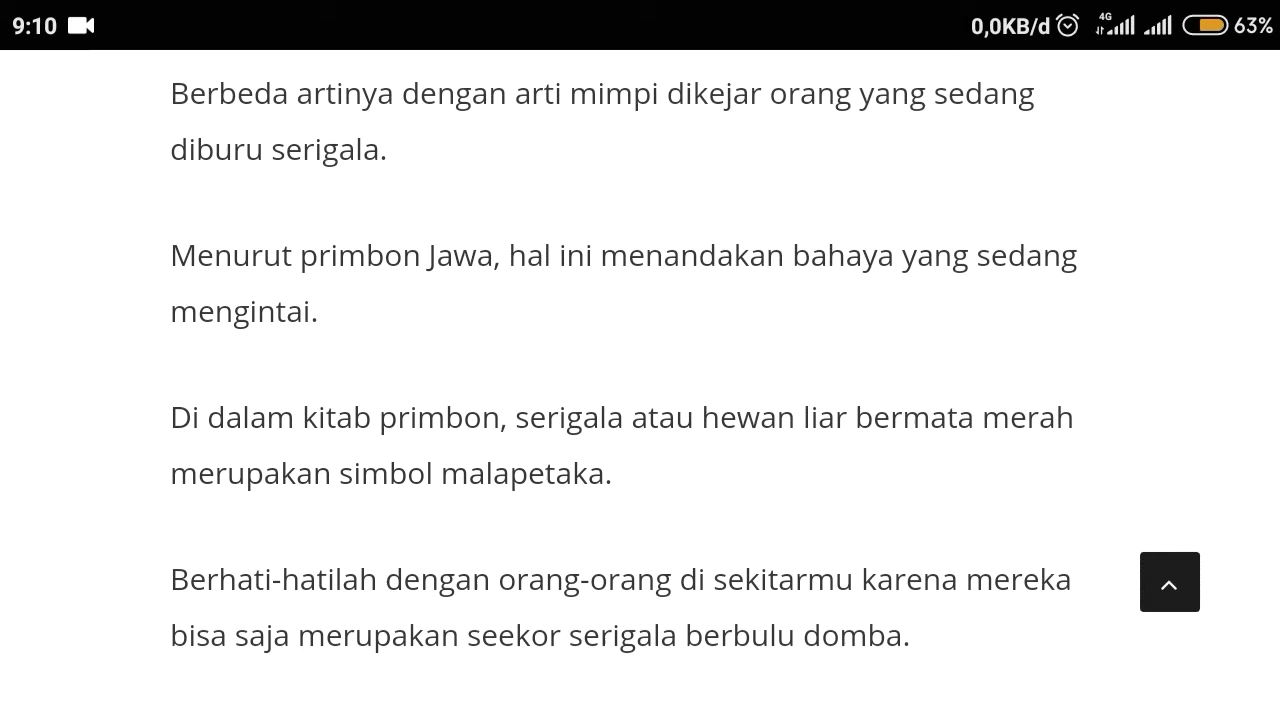 9:10 0,0KB/d 4G 63%
Berbeda artinya dengan arti mimpi dikejar orang yang sedang
diburu serigala.
Menurut primbon Jawa, hal ini menandakan bahaya yang sedang
mengintai.
Di dalam kitab primbon, serigala atau hewan liar bermata merah
merupakan simbol malapetaka.
Berhati-hatilah dengan orang-orang di sekitarmu karena mereka
bisa saja merupakan seekor serigala berbulu domba.